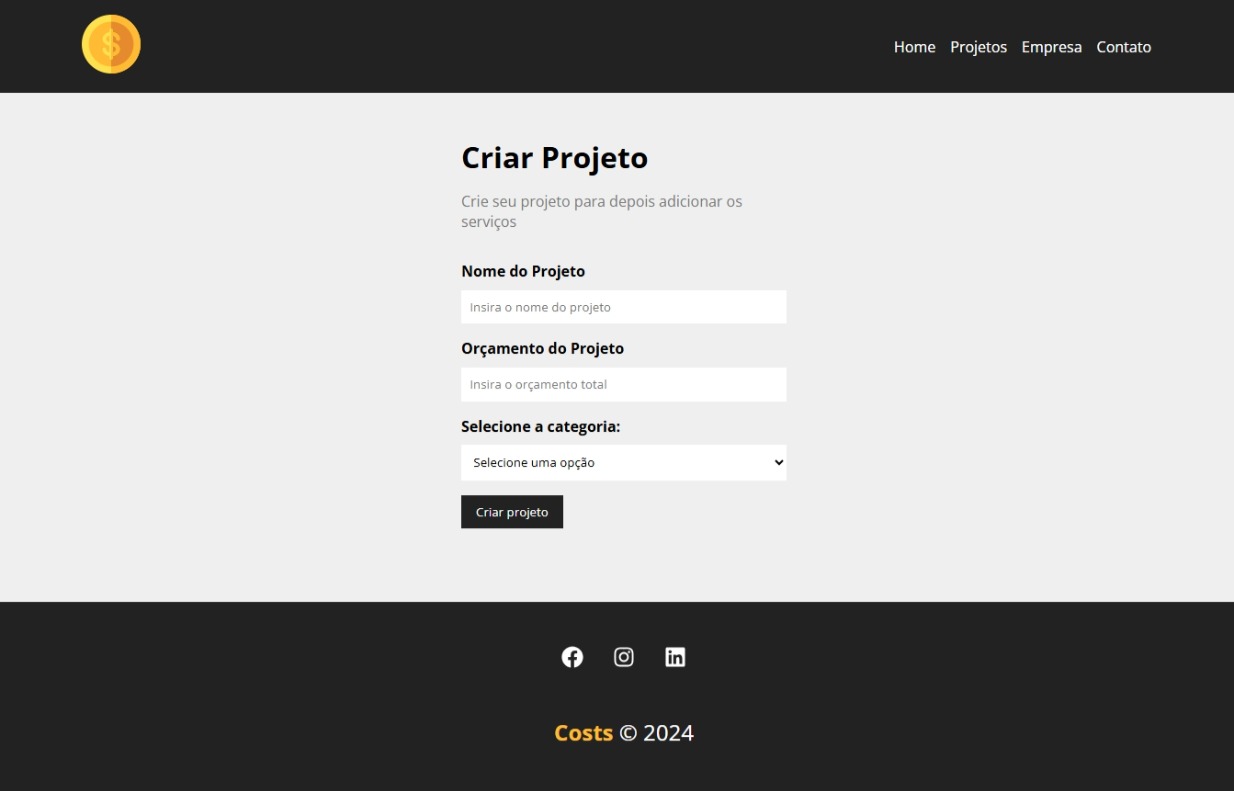 $
Home Projetos Empresa Contato
Criar Projeto
Crie seu projeto para depois adicionar os
serviços
Nome do Projeto
Insira o nome do projeto
Orçamento do Projeto
Insira o orçamento total
Selecione a categoria:
Selecione uma opção
Criar projeto
Costs © 2024